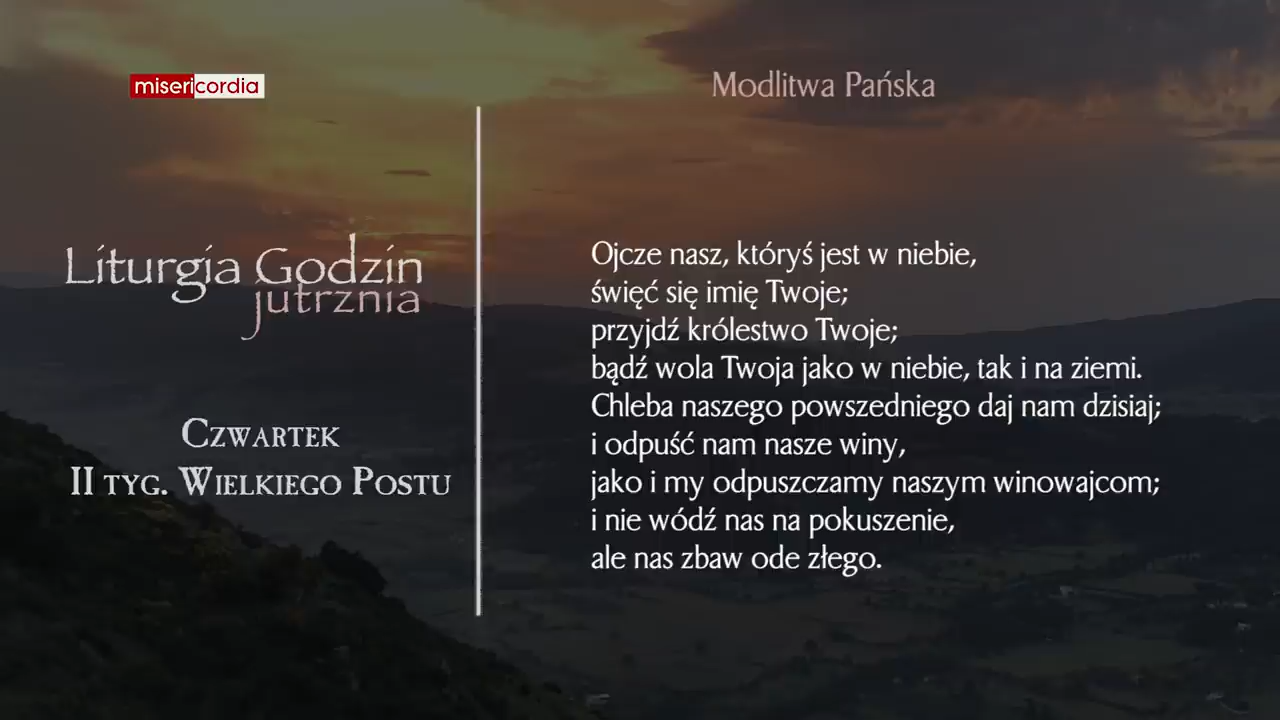 misericordia
Liturgia Godzin
jutrznia
Czwartek
II tyg. Wielkiego Postu
Modlitwa Pańska
Ojcze nasz, któryś jest w niebie,
święć się imię Twoje;
przyjdź królestwo Twoje;
bądź wola Twoja jako w niebie, tak i na ziemi.
Chleba naszego powszedniego daj nam dzisiaj;
i odpuść nam nasze winy,
jako i my odpuszczamy naszym winowajcom;
i nie wódź nas na pokuszenie,
ale nas zbaw ode złego.